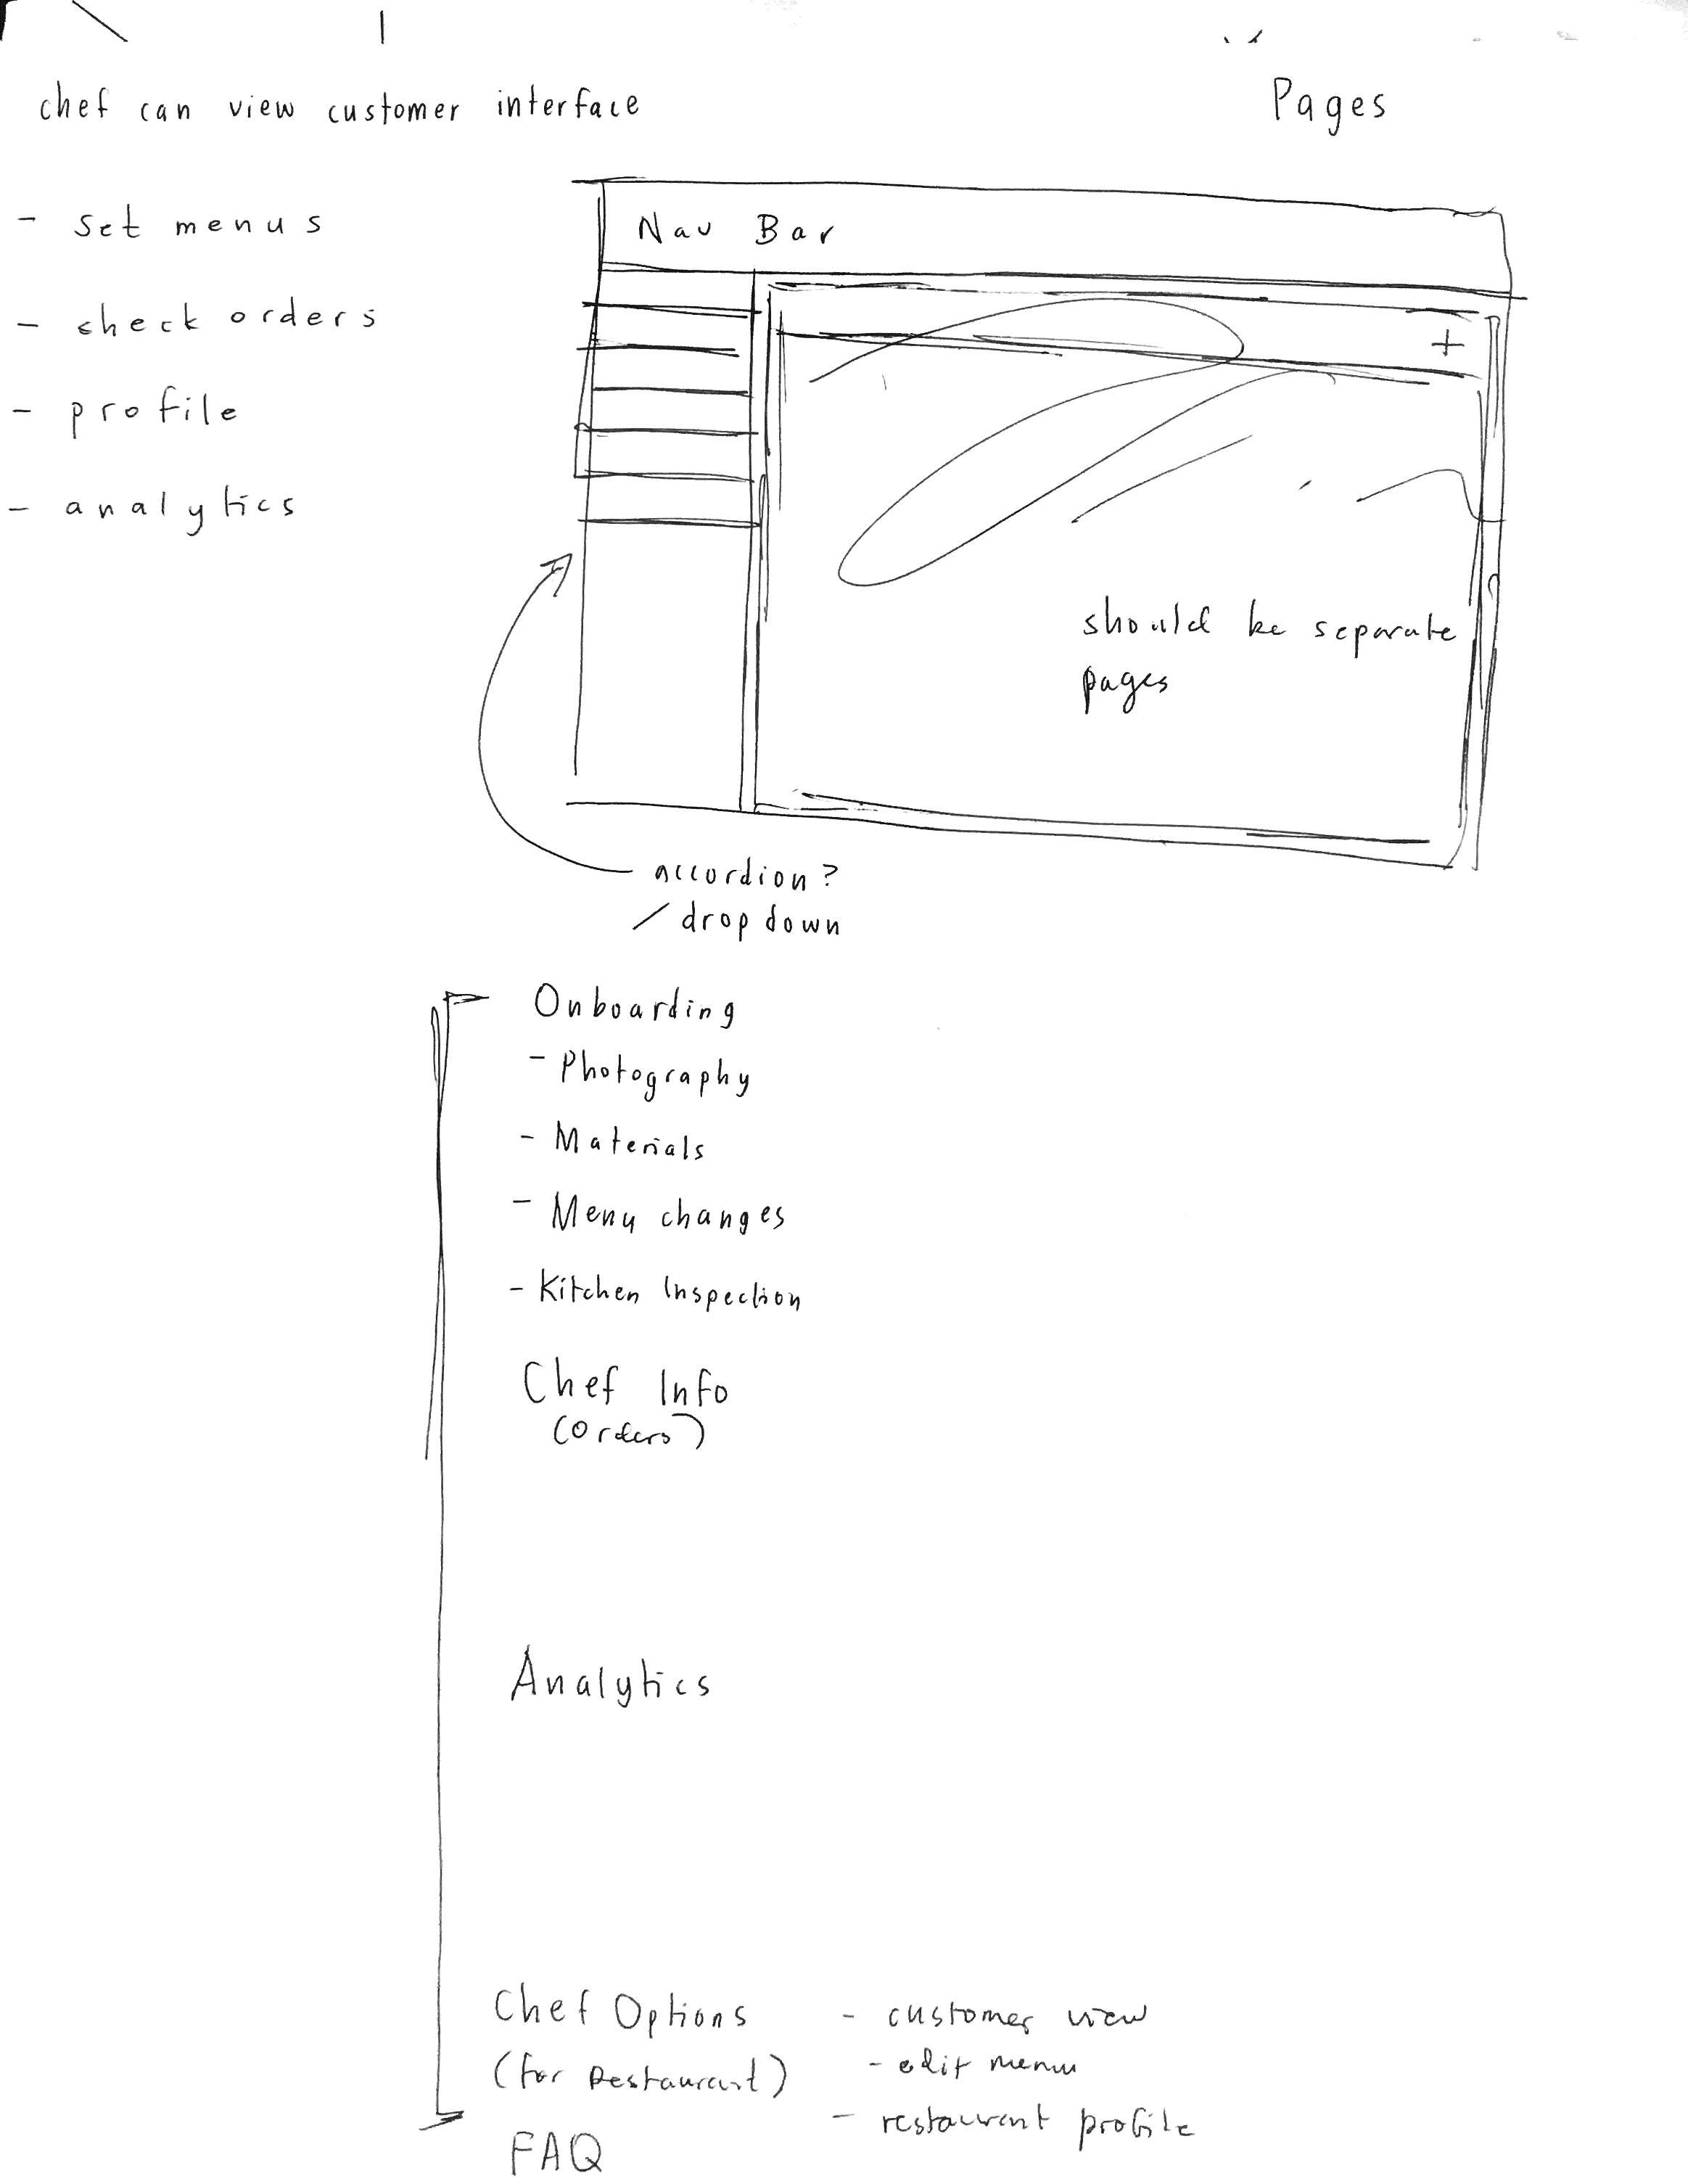 chef can view customer interface
Pages
- set menus
- check orders
- profile
- analytics
Nav Bar
+
should be separate
pages
accordion?
/ drop down
Onboarding
- Photography
- Materials
- Menu changes
- Kitchen Inspection
Chef Info
(orders)
Analytics
Chef Options
(for Restaurant)
- customer view
- edit menu
- restaurant profile
FAQ